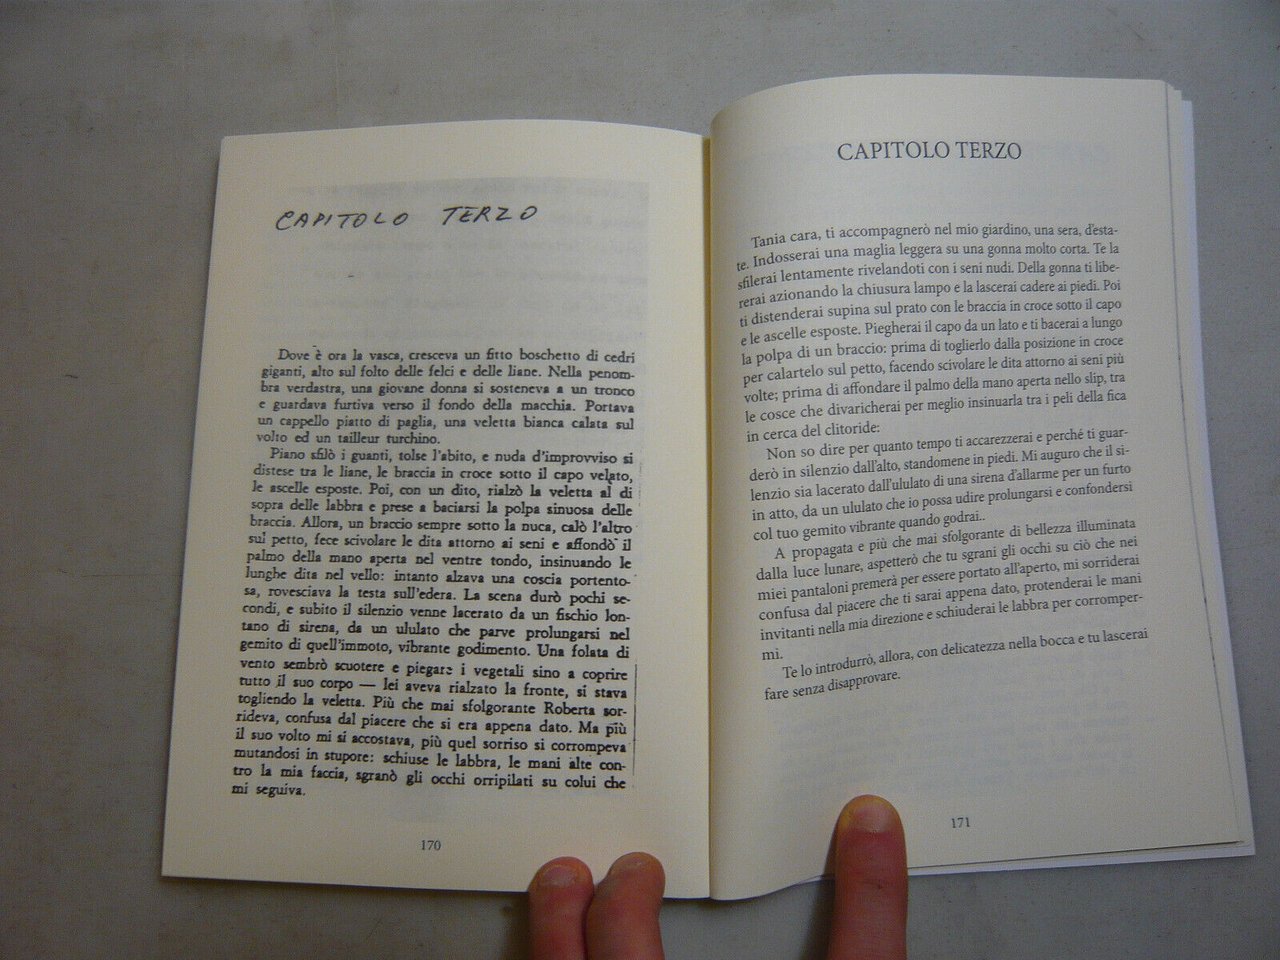 CAPITOLO TERZO
Dove è ora la vasca, cresceva un fitto boschetto di cedri
giganti, alto sul folto delle felci e delle liane. Nella penom-
bra verdastra, una giovane donna si sosteneva a un tronco
e guardava furtiva verso il fondo della macchia. Portava
un cappello piatto di paglia, una veletta bianca calata sul
volto ed un tailleur turchino.
Piano sfilò i guanti, tolse l'abito, e nuda d'improvviso si
distese tra le liane, le braccia in croce sotto il capo velato,
le ascelle esposte. Poi, con un dito, rialzò la veletta al di
sopra delle labbra e prese a baciarsi la polpa sinuosa delle
braccia. Allora, un braccio sempre sotto la nuca, calò l'altro
sul petto, fece scivolare le dita attorno ai seni e affondò il
palmo della mano aperta nel ventre tondo, insinuando le
lunghe dita nel vello: intanto alzava una coscia portento-
sa, rovesciava la testa sull'edera. La scena durò pochi se-
condi, e subito il silenzio venne lacerato da un fischio lon-
tano di sirena, da un ululato che parve prolungarsi nel
gemito di quell'immoto, vibrante godimento. Una folata di
vento sembrò scuotere e piegare i vegetali sino a coprire
tutto il suo corpo — lei aveva rialzato la fronte, si stava
togliendo la veletta. Più che mai sfolgorante Roberta sor-
rideva, confusa dal piacere che si era appena dato. Ma più
il suo volto mi si accostava, più quel sorriso si corrompeva
mutandosi in stupore: schiuse le labbra, le mani alte con-
tro la mia faccia, sgranò gli occhi orripilati su colui che
mi seguiva.
170
CAPITOLO TERZO
Tania cara, ti accompagnerò nel mio giardino, una sera, d'esta-
te. Indosserai una maglia leggera su una gonna molto corta. Te la
sfilerai lentamente rivelandoti con i seni nudi. Della gonna ti libe-
rerai azionando la chiusura lampo e la lascerai cadere ai piedi. Poi
ti distenderai supina sul prato con le braccia in croce sotto il capo
e le ascelle esposte. Piegherai il capo da un lato e ti bacerai a lungo
la polpa di un braccio: prima di toglierlo dalla posizione in croce
per calartelo sul petto, facendo scivolare le dita attorno ai seni più
volte; prima di affondare il palmo della mano aperta nello slip, tra
le cosce che divaricherai per meglio insinuarla tra i peli della fica
in cerca del clitoride:
Non so dire per quanto tempo ti accarezzerai e perché ti guar-
derò in silenzio dall'alto, standomene in piedi. Mi auguro che il si-
lenzio sia lacerato dall'ululato di una sirena d'allarme per un furto
in atto, da un ululato che io possa udire prolungarsi e confondersi
col tuo gemito vibrante quando godrai..
A propagata e più che mai sfolgorante di bellezza illuminata
dalla luce lunare, aspetterò che tu sgrani gli occhi su ciò che nei
miei pantaloni premerà per essere portato all'aperto, mi sorriderai
confusa dal piacere che ti sarai appena dato, protenderai le mani
invitanti nella mia direzione e schiuderai le labbra per corromper-
mi.
Te lo introdurrò, allora, con delicatezza nella bocca e tu lascerai
fare senza disapprovare.
171